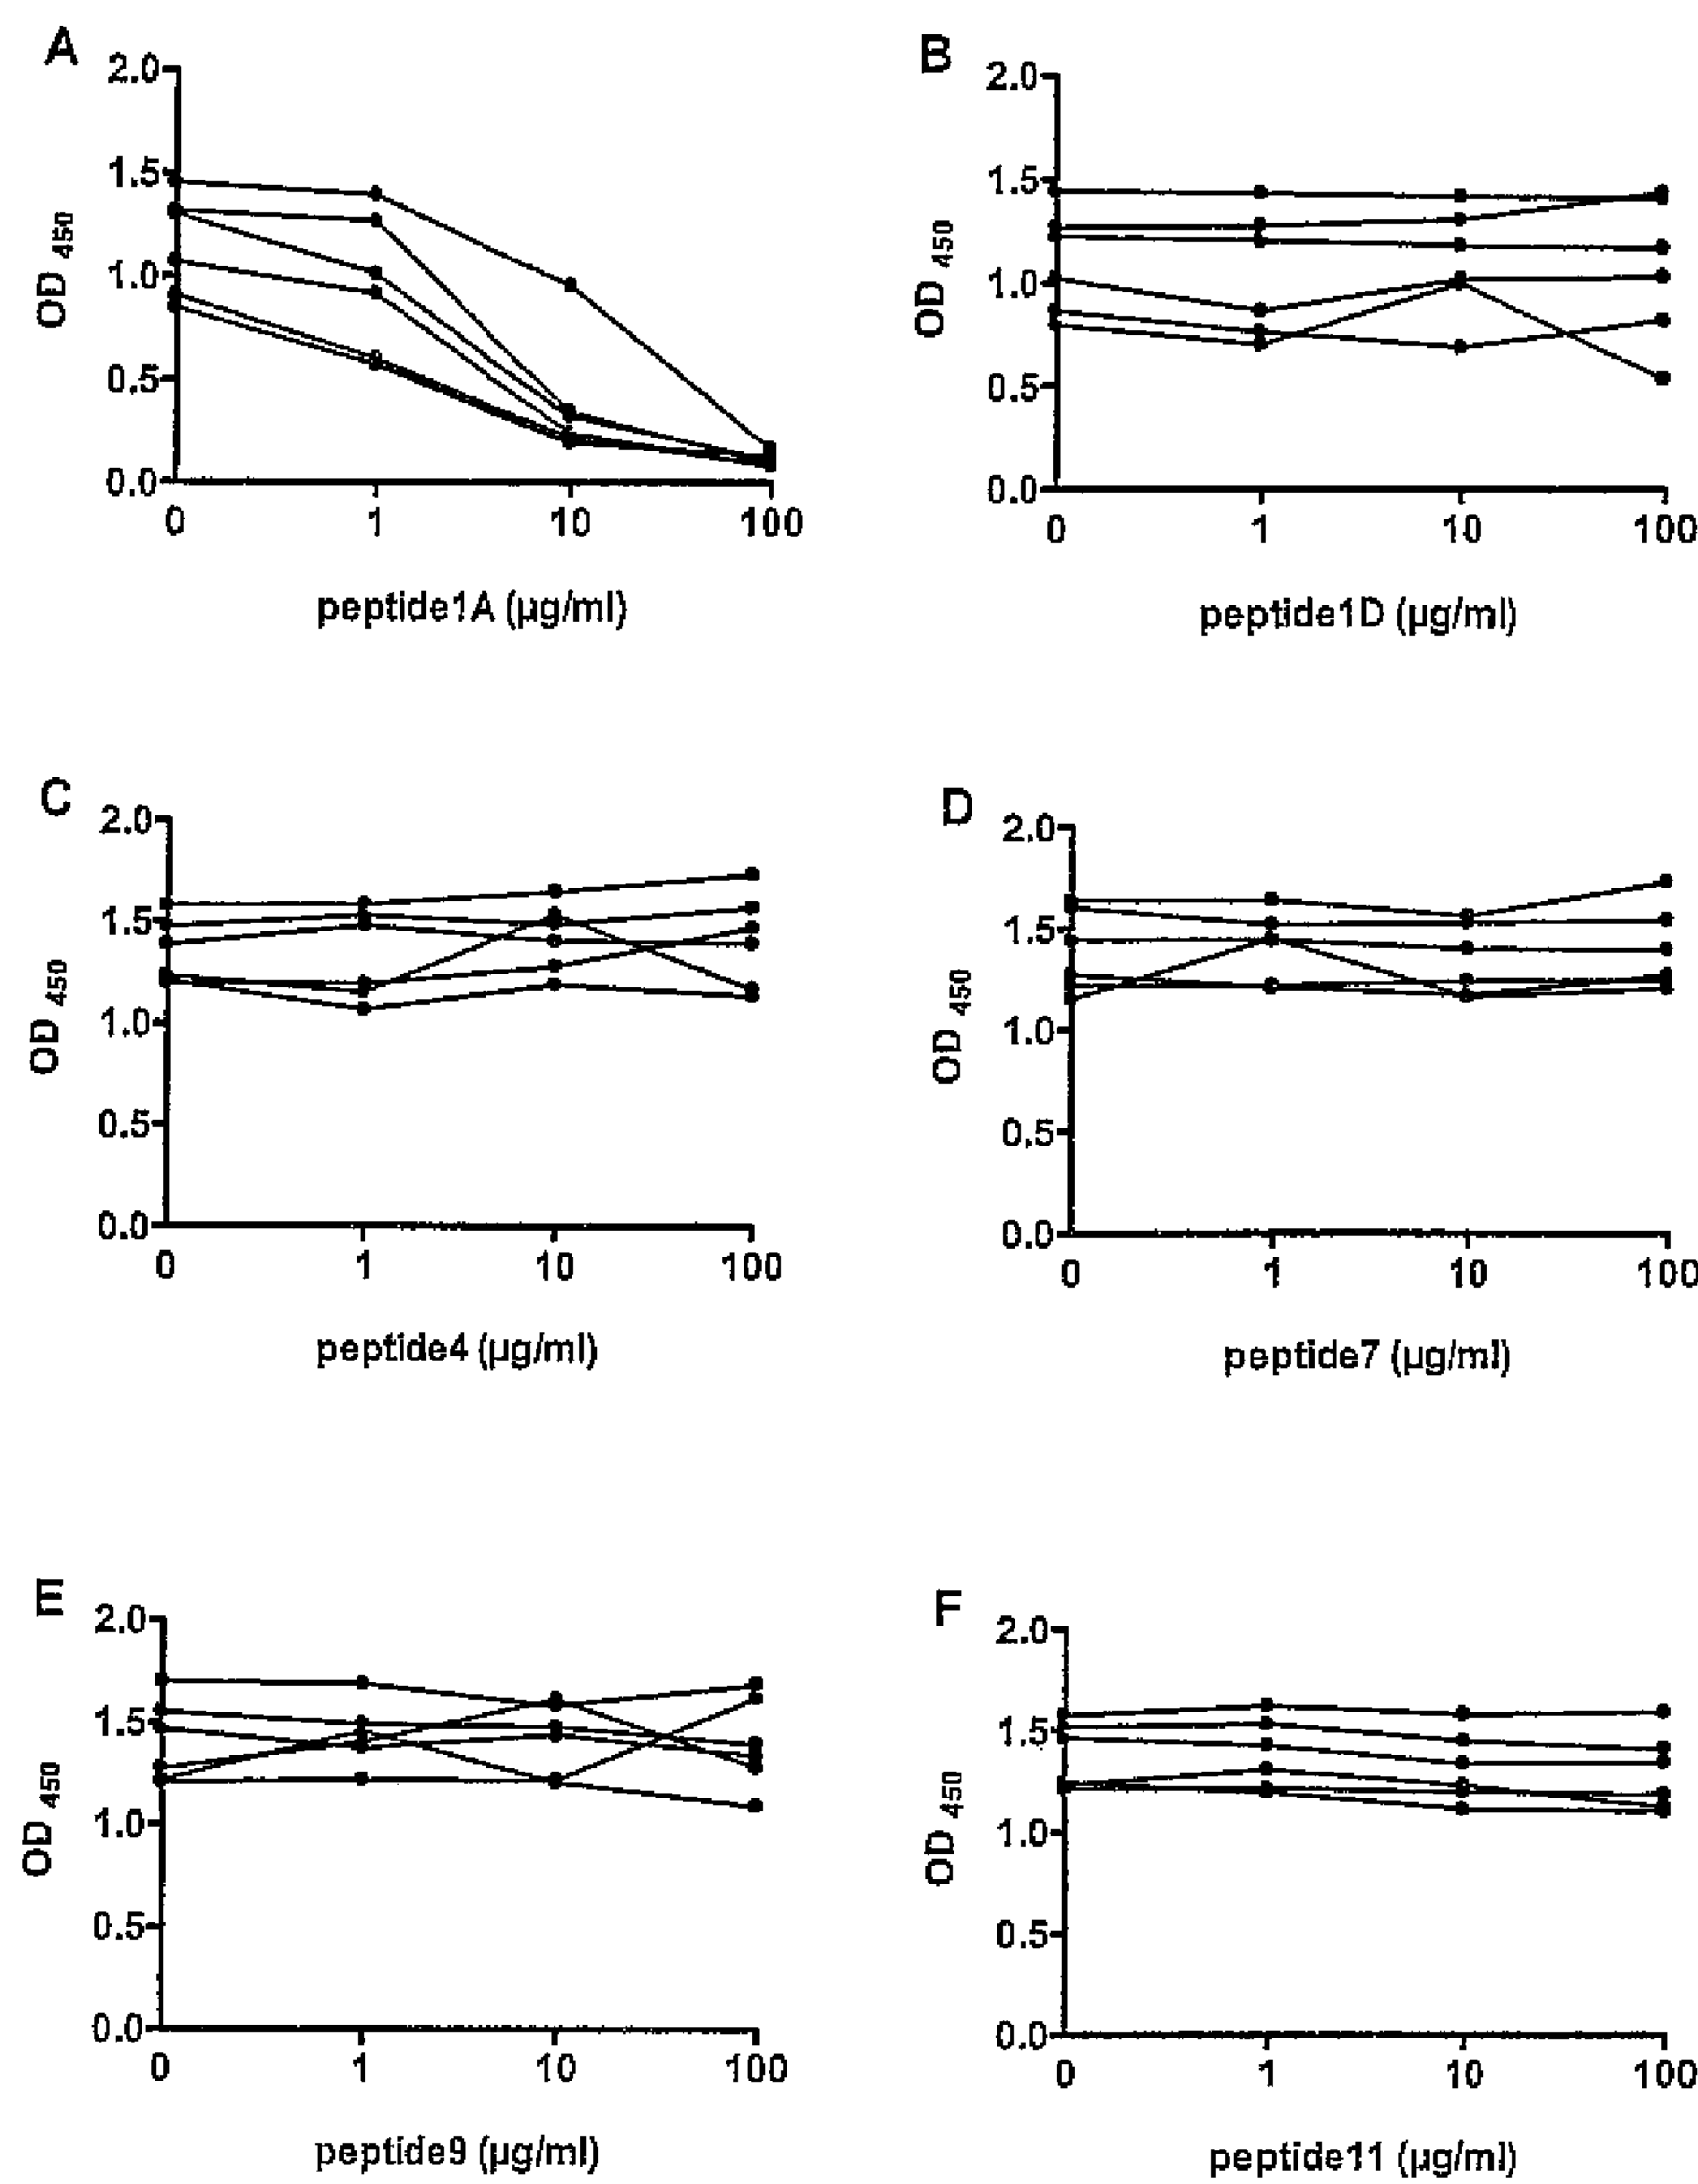 A
2.0
1.5
1.0
0.5
0.0
OD 450
0 1 10 100
peptide1A (µg/ml)
B
2.0
1.5
1.0
0.5
0.0
OD 450
0 1 10 100
peptide1D (µg/ml)
C
2.0
1.5
1.0
0.5
0.0
OD 450
0 1 10 100
peptide4 (µg/ml)
D
2.0
1.5
1.0
0.5
0.0
OD 450
0 1 10 100
peptide7 (µg/ml)
E
2.0
1.5
1.0
0.5
0.0
OD 450
0 1 10 100
peptide9 (µg/ml)
F
2.0
1.5
1.0
0.5
0.0
OD 450
0 1 10 100
peptide11 (µg/ml)